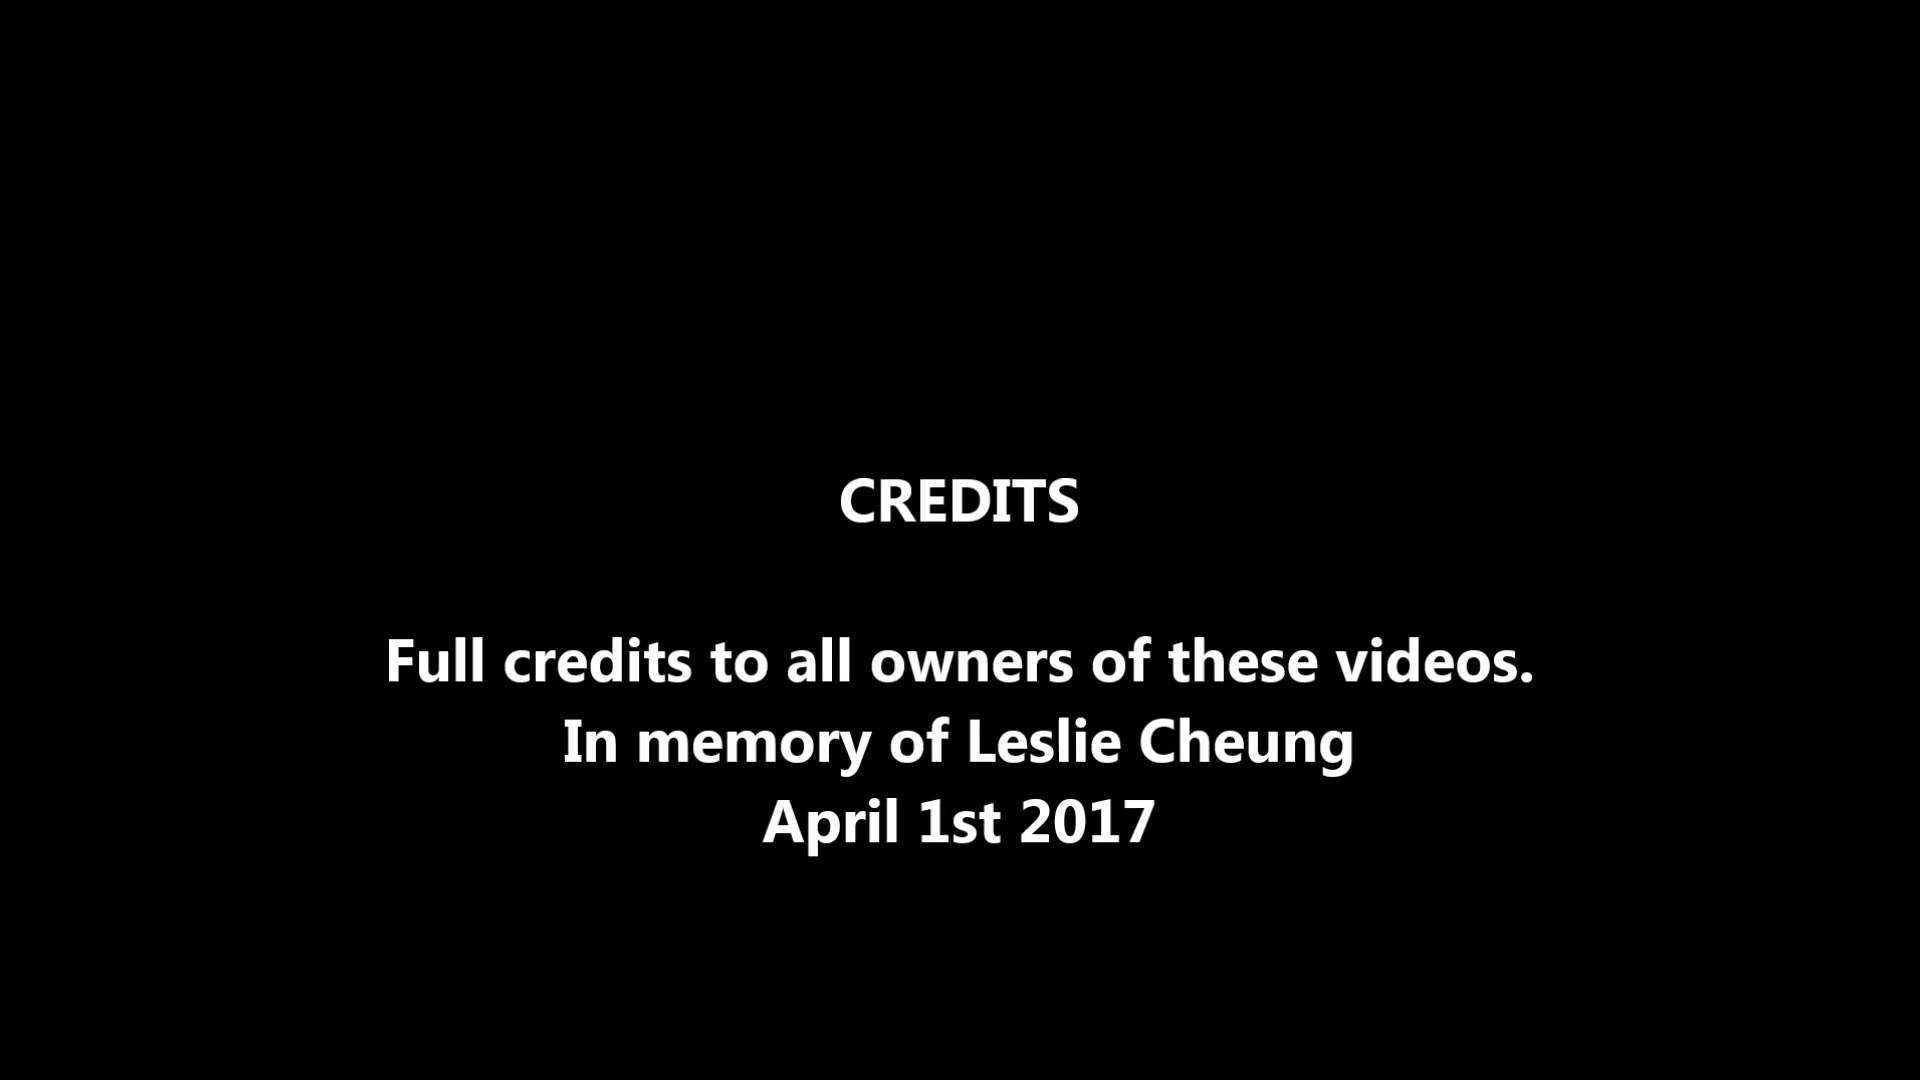 CREDITS
Full credits to all owners of these videos.
In memory of Leslie Cheung
April 1st 2017